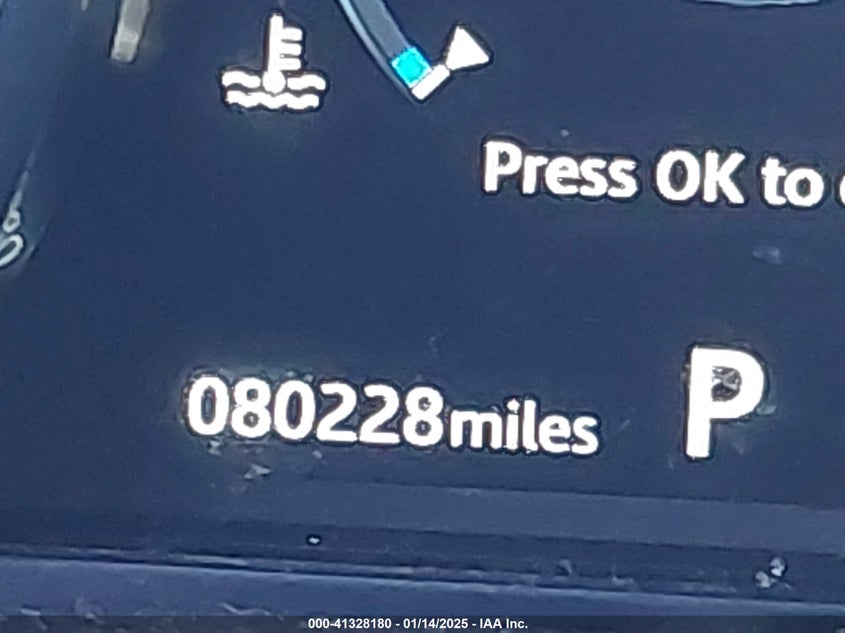 Press OK to
080228miles
P
000-41328180 - 01/14/2025 - IAA Inc.